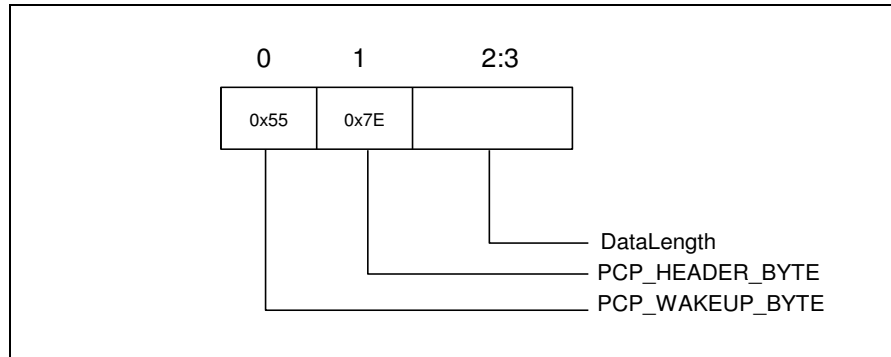 0 1 2:3
0x55 0x7E
DataLength
PCP_HEADER_BYTE
PCP_WAKEUP_BYTE